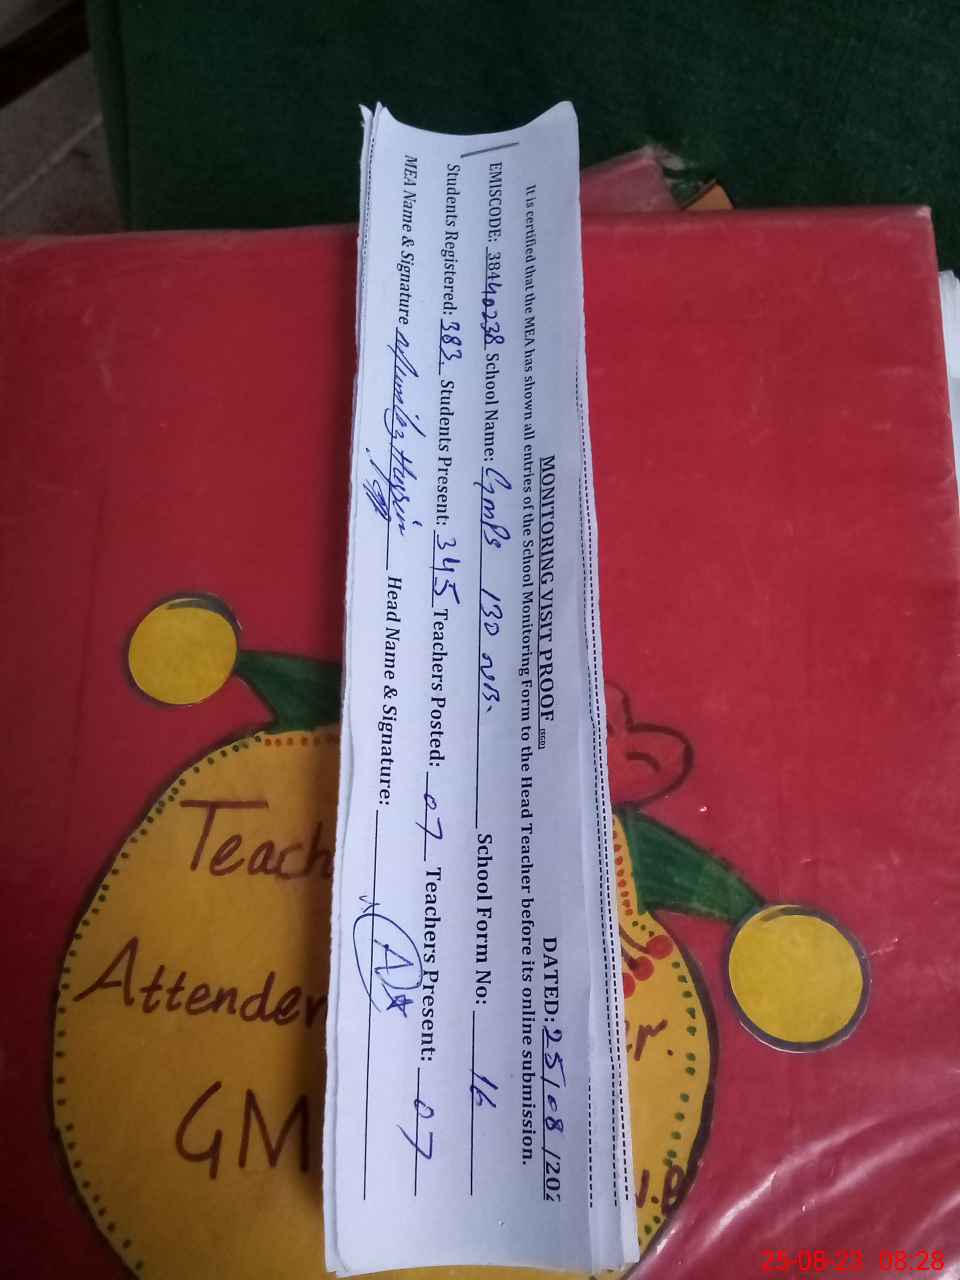 MONITORING VISIT PROOF (SGD) DATED: 25/08/202
It is certified that the MEA has shown all entries of the School Monitoring Form to the Head Teacher before its online submission.
EMISCODE: 38440238 School Name: GMPS 130 NB. School Form No: 16
Students Registered: 383 Students Present: 345 Teachers Posted: 07 Teachers Present: 07
MEA Name & Signature Head Name & Signature:
Teach
Attenden
GM
25-08-23 08:28